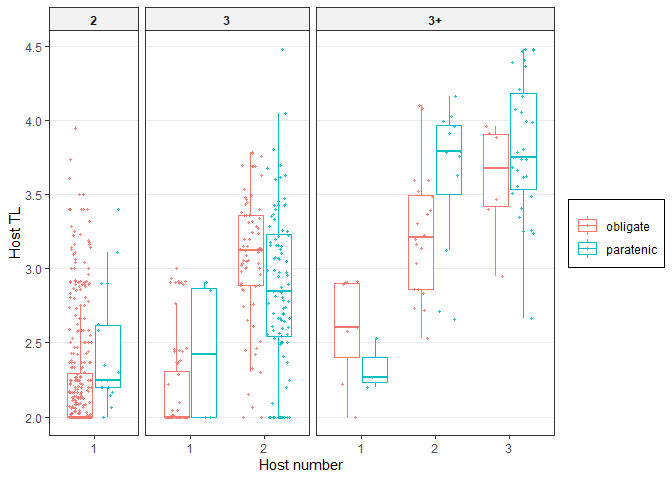 2 3 3+
4.5
4.0
3.5
3.0
2.5
2.0
Host TL
1 1 2 1 2 3
Host number
obligate
paratenic